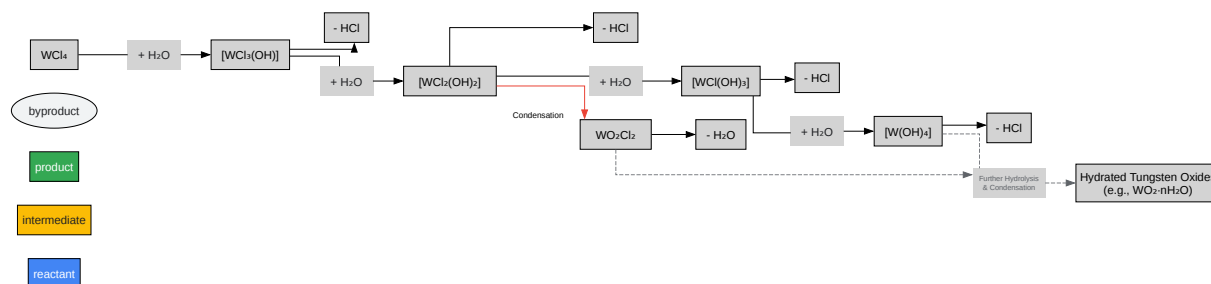 - HCl
- HCl
WCl₄
+ H₂O
[WCl₃(OH)]
+ H₂O
[WCl₂(OH)₂]
+ H₂O
[WCl(OH)₃]
- HCl
byproduct
Condensation
WO₂Cl₂
- H₂O
+ H₂O
[W(OH)₄]
- HCl
product
Further Hydrolysis
& Condensation
Hydrated Tungsten Oxides
(e.g., WO₂·nH₂O)
intermediate
reactant